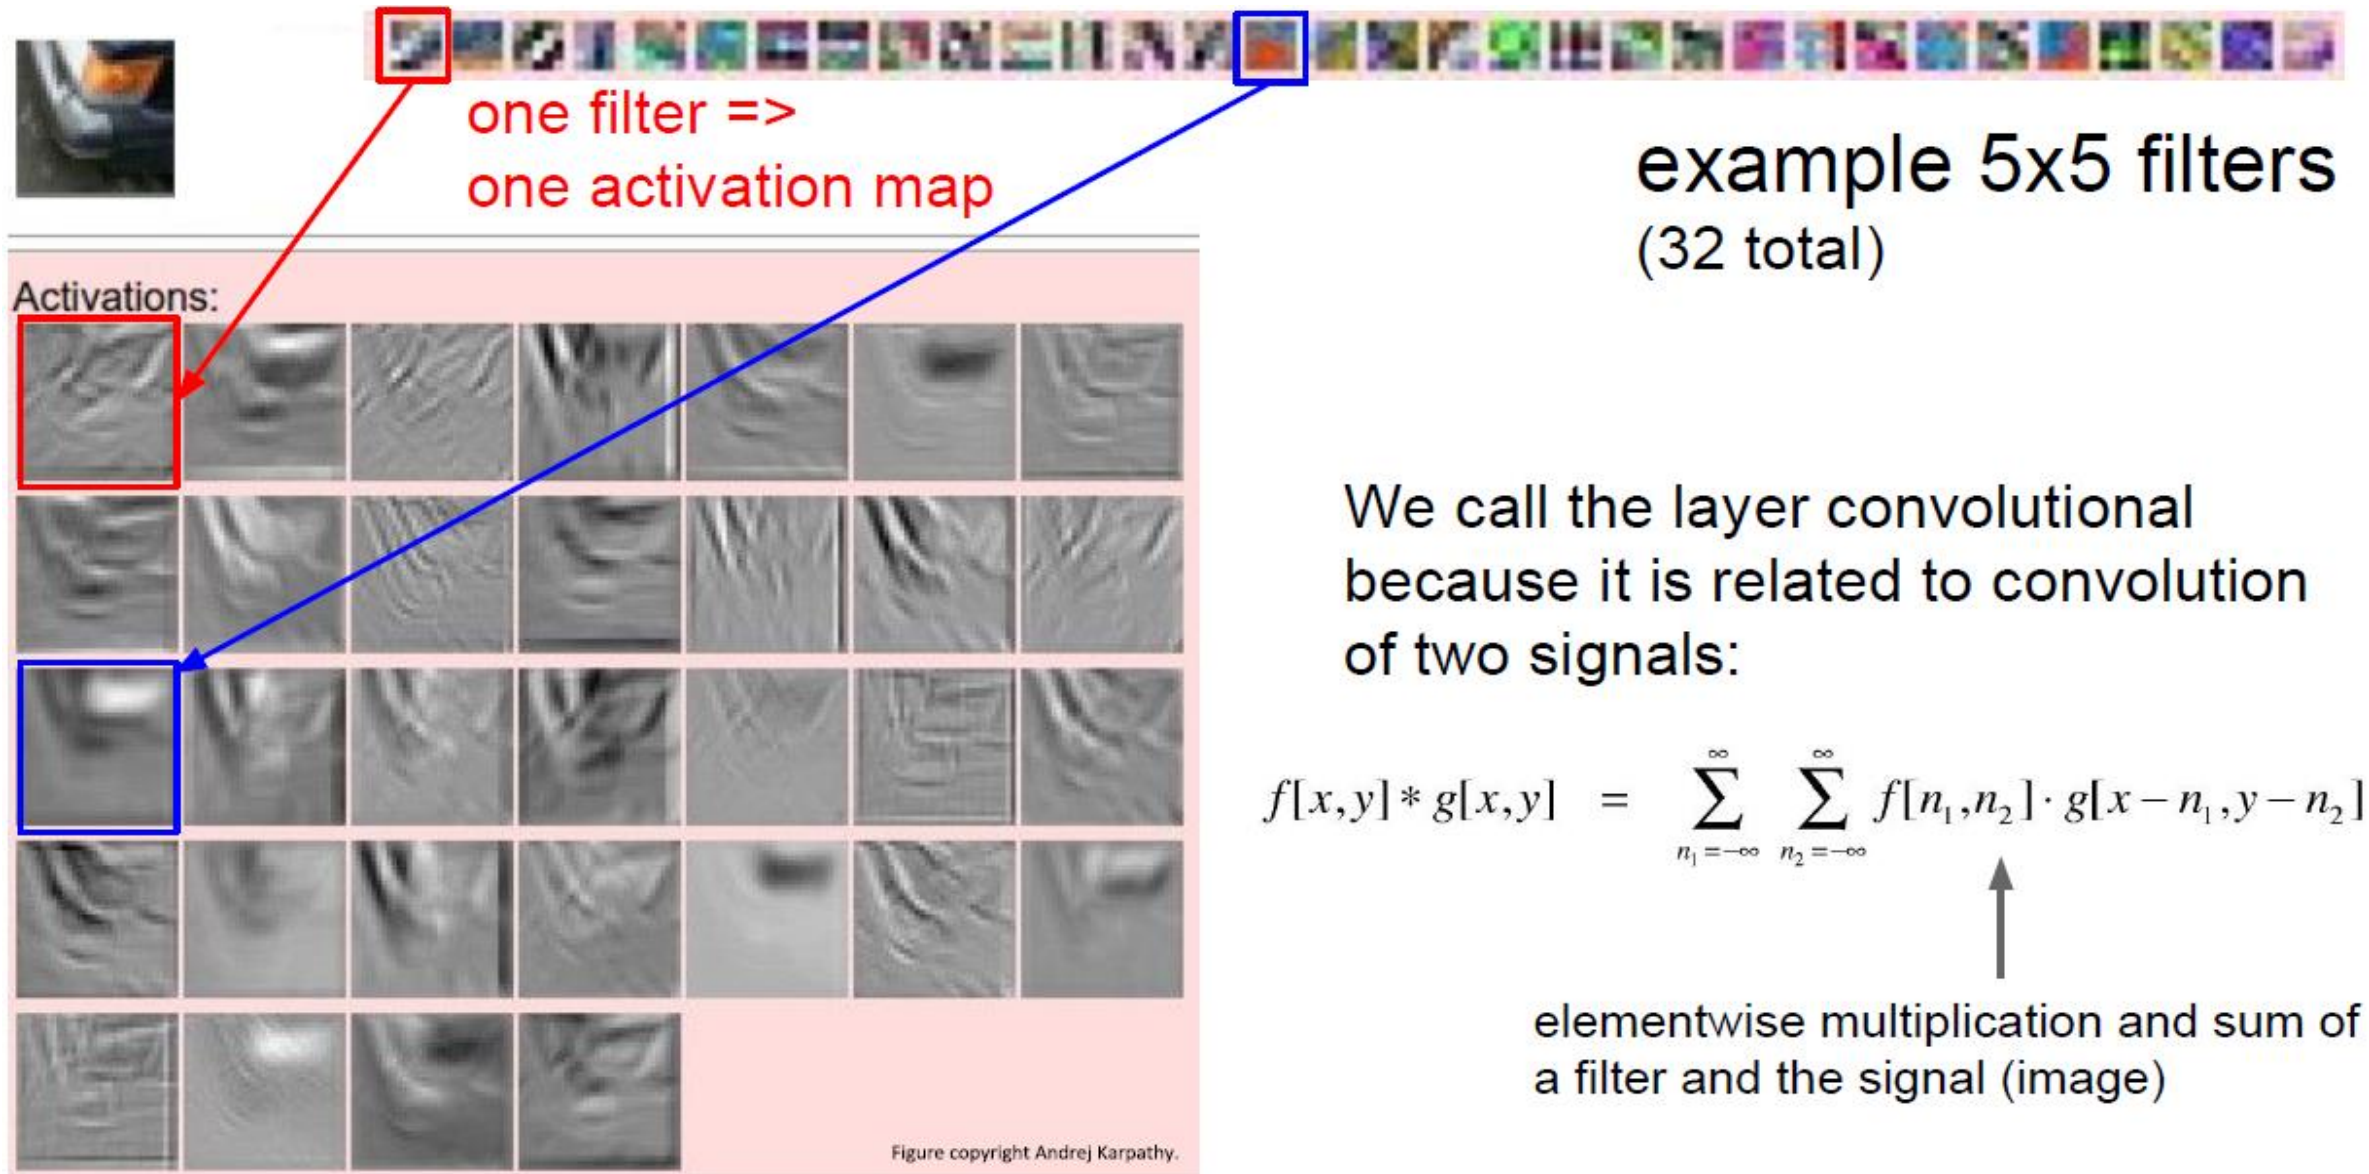 one filter =>
one activation map
example 5x5 filters
(32 total)
Activations:
We call the layer convolutional
because it is related to convolution
of two signals:
f[x,y] * g[x,y] = ∑_{n₁=−∞}^{∞} ∑_{n₂=−∞}^{∞} f[n₁,n₂] · g[x − n₁, y − n₂]
elementwise multiplication and sum of
a filter and the signal (image)
Figure copyright Andrej Karpathy.